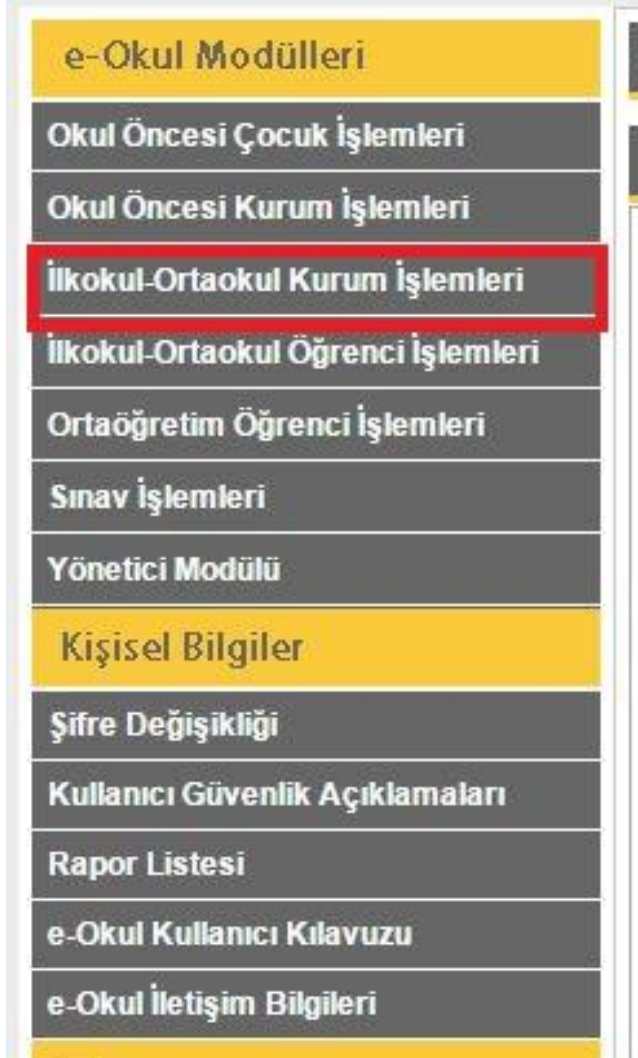 e-Okul Modülleri
Okul Öncesi Çocuk İşlemleri
Okul Öncesi Kurum İşlemleri
İlkokul-Ortaokul Kurum İşlemleri
İlkokul-Ortaokul Öğrenci İşlemleri
Ortaöğretim Öğrenci İşlemleri
Sınav İşlemleri
Yönetici Modülü
Kişisel Bilgiler
Şifre Değişikliği
Kullanıcı Güvenlik Açıklamaları
Rapor Listesi
e-Okul Kullanıcı Kılavuzu
e-Okul İletişim Bilgileri